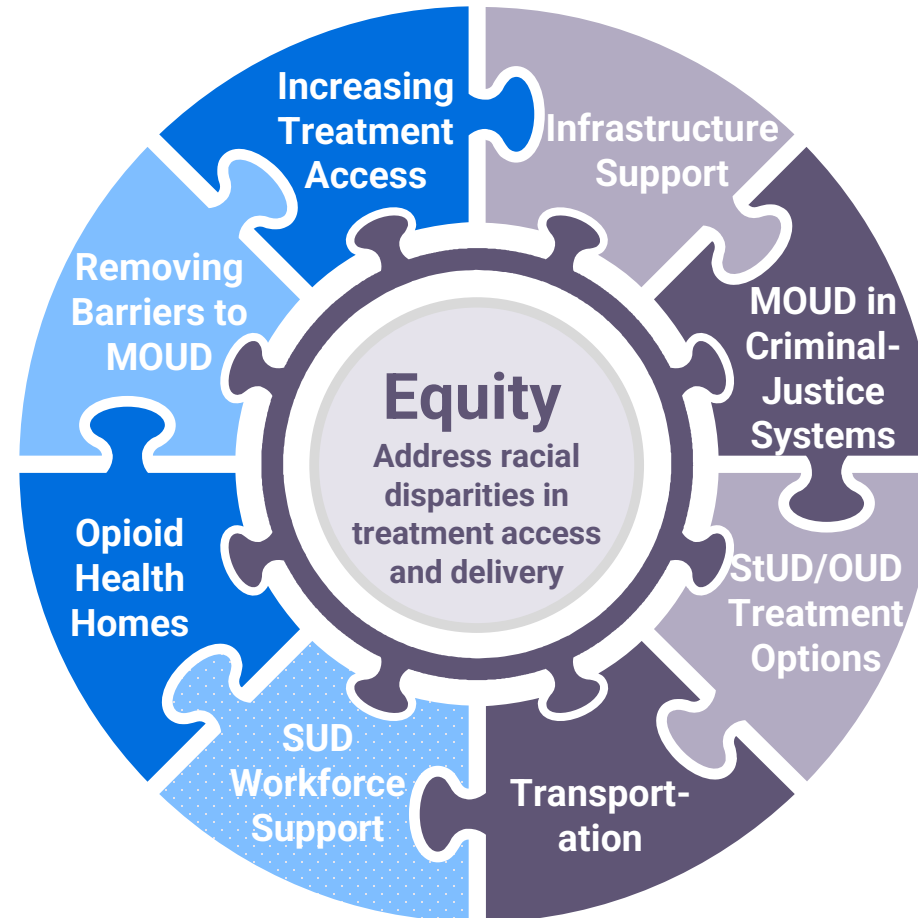 Increasing
Treatment
Access
Infrastructure
Support
MOUD in
Criminal-
Justice
Systems
StUD/OUD
Treatment
Options
Transport-
ation
SUD
Workforce
Support
Opioid
Health
Homes
Removing
Barriers to
MOUD
Equity
Address racial
disparities in
treatment access
and delivery